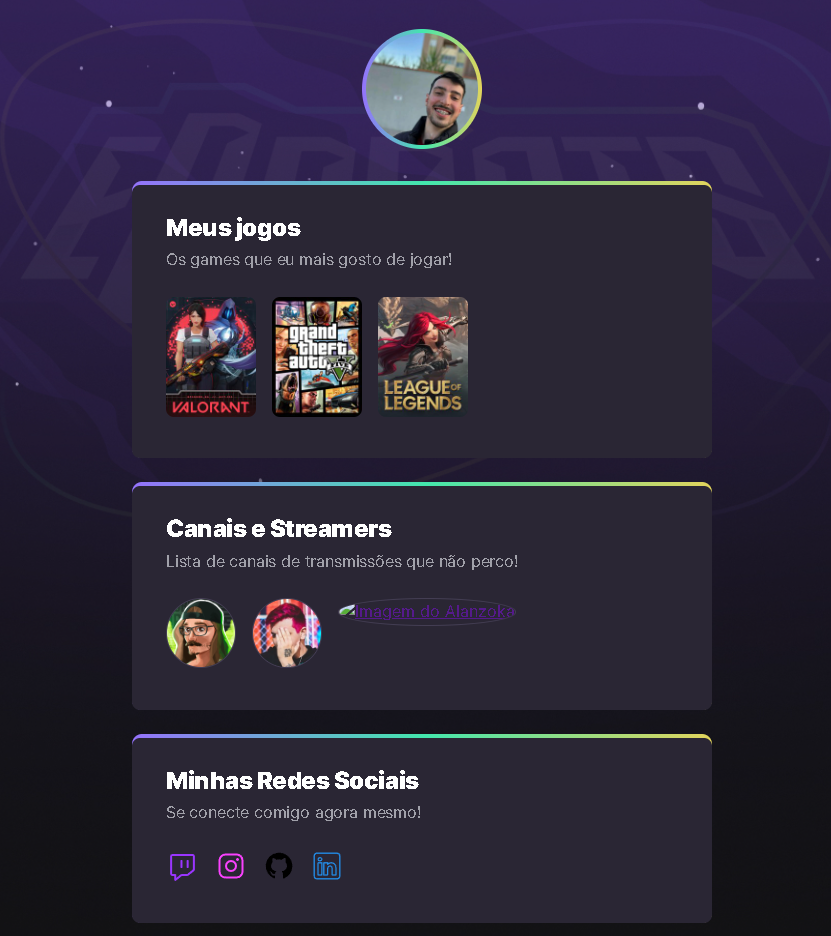 Meus jogos
Os games que eu mais gosto de jogar!
VALORANT
grand
theft
auto
V
LEAGUE OF
LEGENDS
Canais e Streamers
Lista de canais de transmissões que não perco!
Imagem do Alanzoka
Minhas Redes Sociais
Se conecte comigo agora mesmo!
in